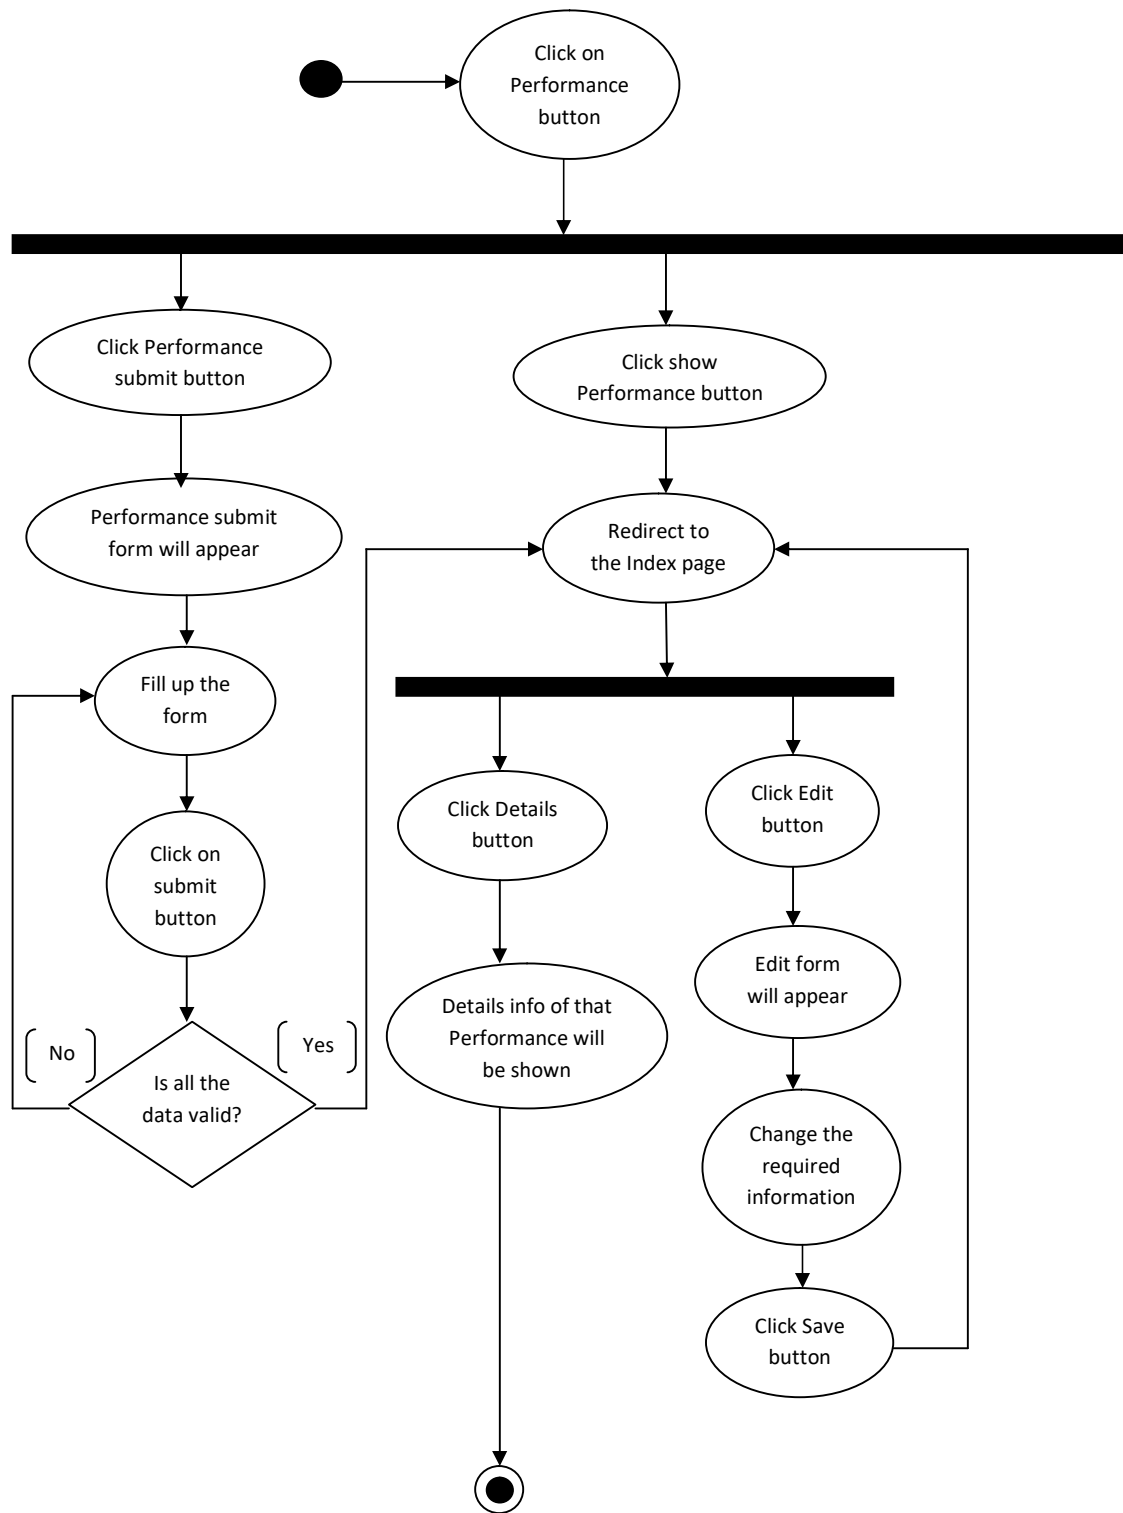 Click on
Performance
button
Click Performance
submit button
Click show
Performance button
Performance submit
form will appear
Redirect to
the Index page
Fill up the
form
Click Details
button
Click Edit
button
Click on
submit
button
Edit form
will appear
Details info of that
Performance will
be shown
No
Yes
Is all the
data valid?
Change the
required
information
Click Save
button